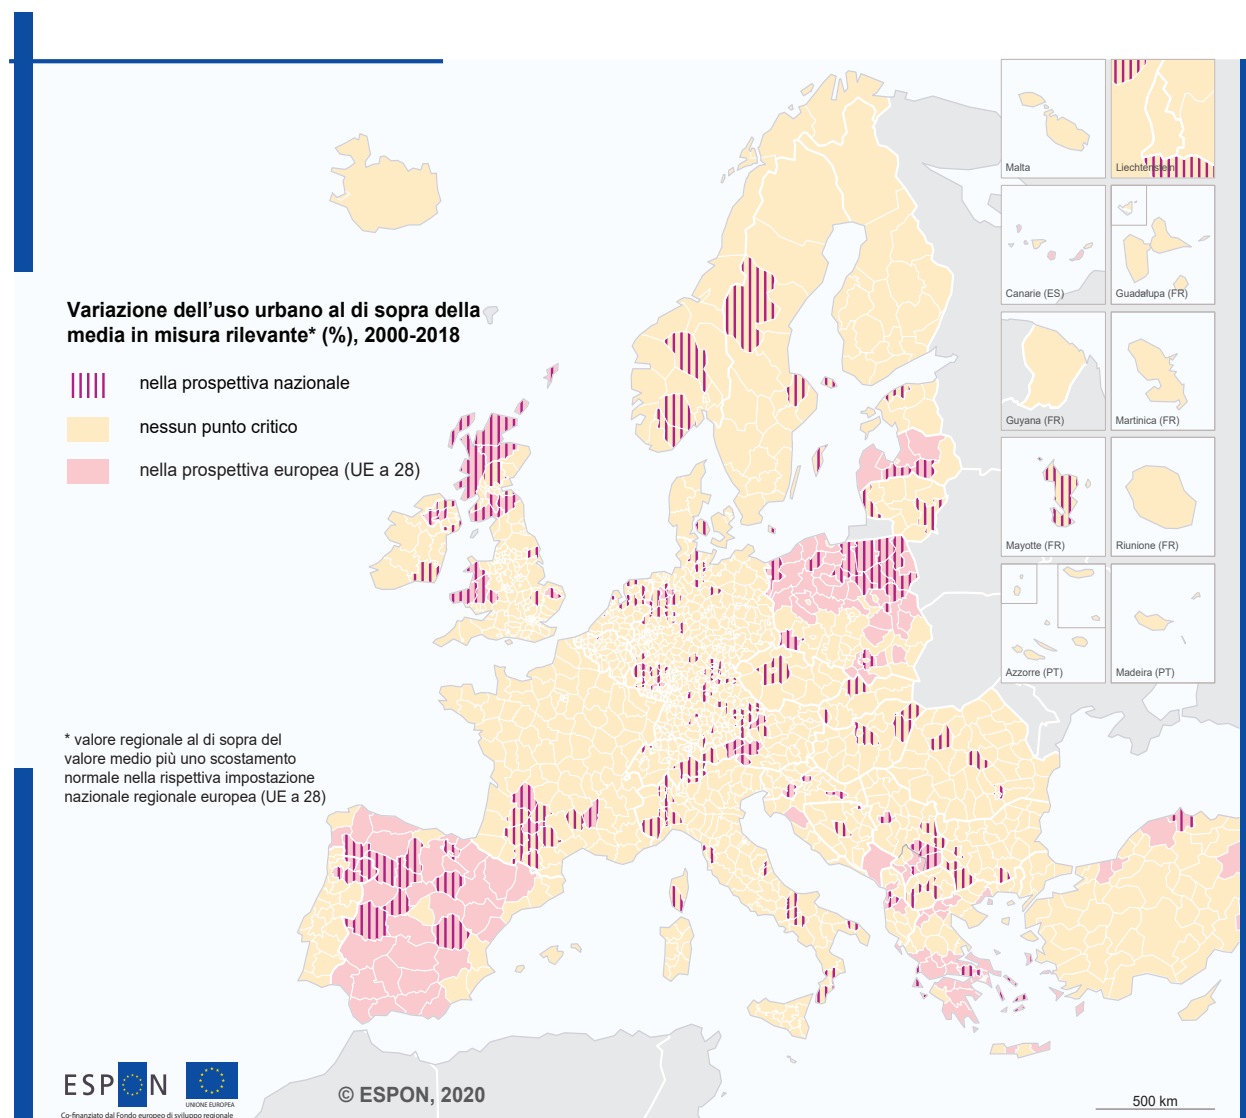 Variazione dell'uso urbano al di sopra della
media in misura rilevante* (%), 2000-2018
nella prospettiva nazionale
nessun punto critico
nella prospettiva europea (UE a 28)
* valore regionale al di sopra del
valore medio più uno scostamento
normale nella rispettiva impostazione
nazionale regionale europea (UE a 28)
Malta
Liechtenstein
Canarie (ES)
Guadalupa (FR)
Guyana (FR)
Martinica (FR)
Mayotte (FR)
Riunione (FR)
Azzorre (PT)
Madeira (PT)
ESPON
UNIONE EUROPEA
Co-finanziato dal Fondo europeo di sviluppo regionale
© ESPON, 2020
500 km